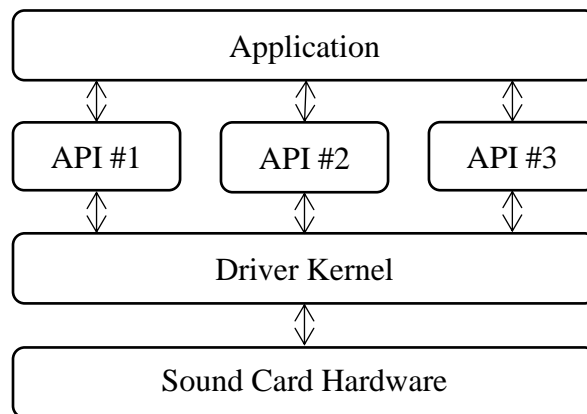 Application
API #1
API #2
API #3
Driver Kernel
Sound Card Hardware